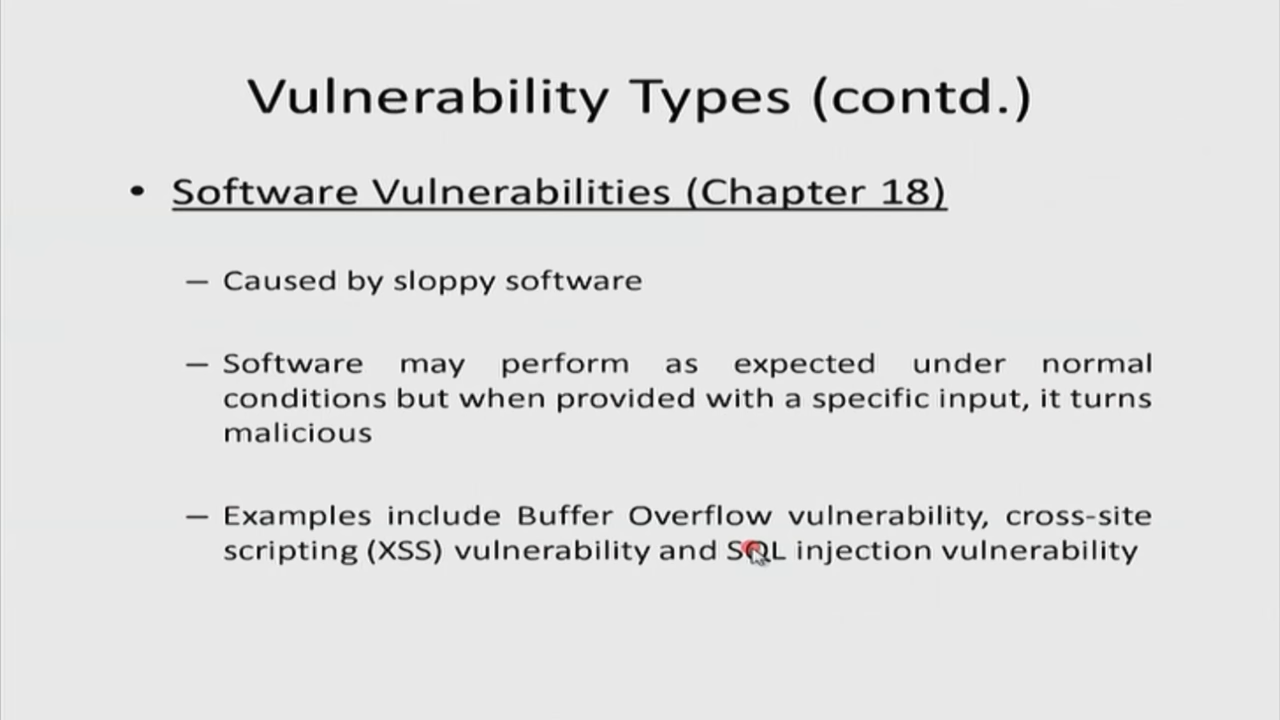 Vulnerability Types (contd.)
• Software Vulnerabilities (Chapter 18)
– Caused by sloppy software
– Software may perform as expected under normal
conditions but when provided with a specific input, it turns
malicious
– Examples include Buffer Overflow vulnerability, cross-site
scripting (XSS) vulnerability and SQL injection vulnerability